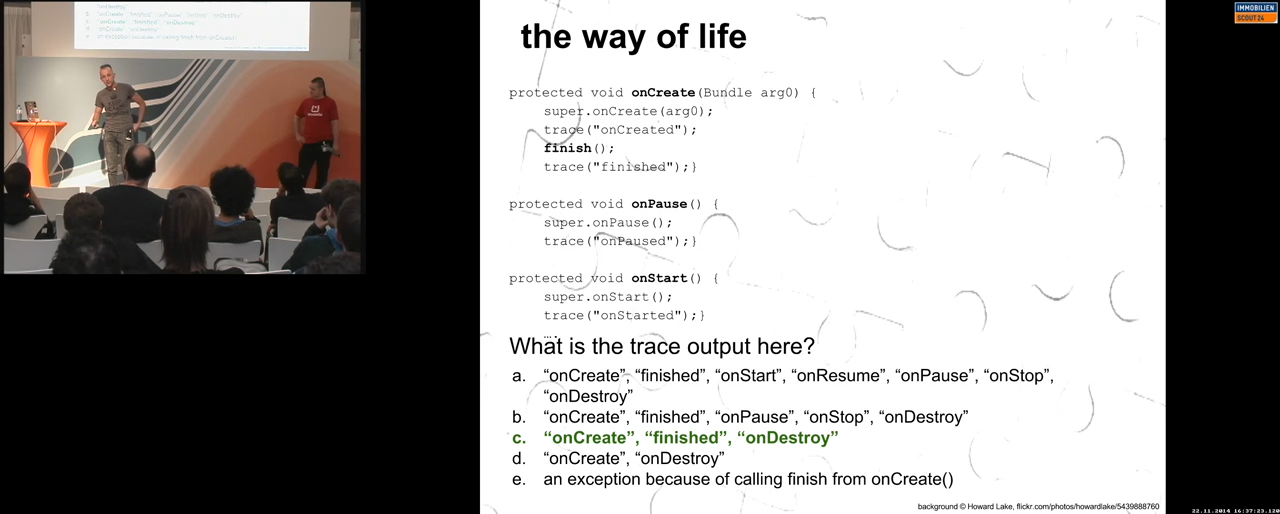 the way of life
protected void onCreate(Bundle arg0) {
super.onCreate(arg0);
trace("onCreated");
finish();
trace("finished");}
protected void onPause() {
super.onPause();
trace("onPaused");}
protected void onStart() {
super.onStart();
trace("onStarted");}
...
What is the trace output here?
a. “onCreate”, “finished”, “onStart”, “onResume”, “onPause”, “onStop”,
“onDestroy”
b. “onCreate”, “finished”, “onPause”, “onStop”, “onDestroy”
c. “onCreate”, “finished”, “onDestroy”
d. “onCreate”, “onDestroy”
e. an exception because of calling finish from onCreate()
background © Howard Lake, flickr.com/photos/howardlake/5439888760
IMMOBILIEN
SCOUT24
22.11.2014 16:37:23.120